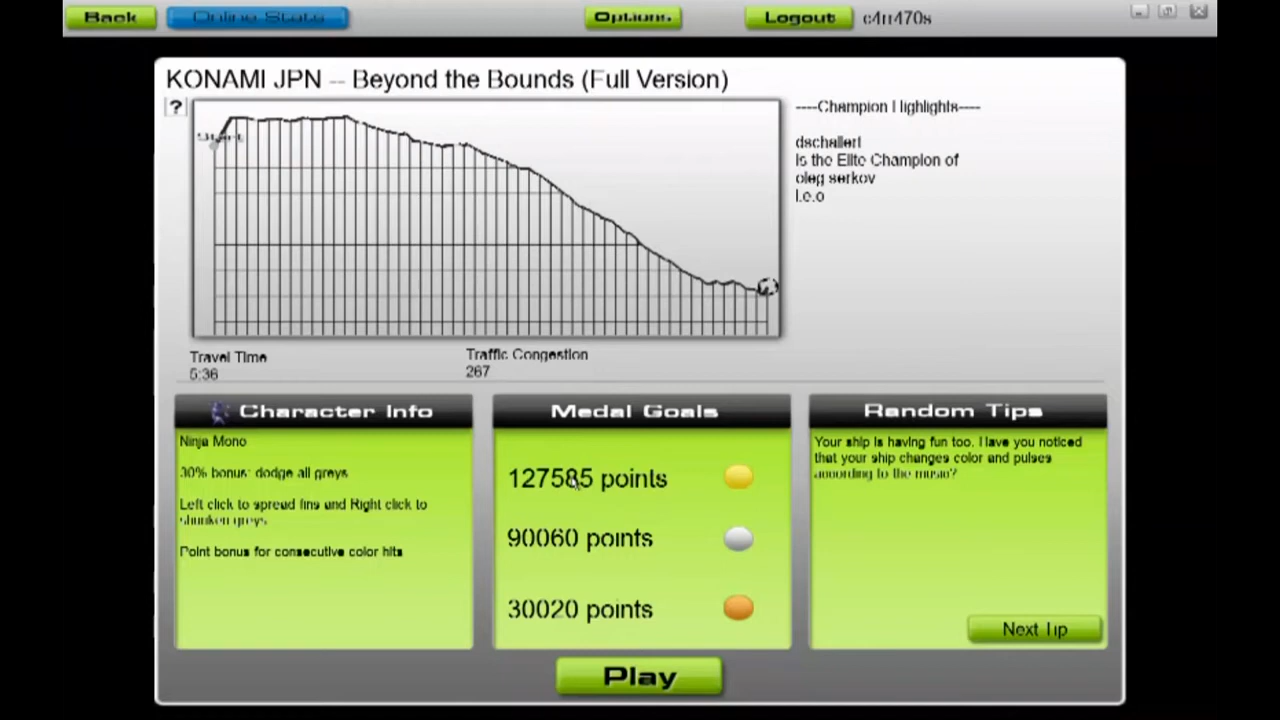 Back
Online Stats
Options
Logout
c4rr470s
KONAMI JPN -- Beyond the Bounds (Full Version)
?
Start
----Champion Highlights----
dschallert
Is the Elite Champion of
oleg serkov
l.e.o
Travel Time
5:36
Traffic Congestion
267
Character Info
Ninja Mono
30% bonus: dodge all greys
Left click to spread fins and Right click to
shuriken greys
Point bonus for consecutive color hits
Medal Goals
127585 points
90060 points
30020 points
Random Tips
Your ship is having fun too. Have you noticed
that your ship changes color and pulses
according to the music?
Next Tip
Play